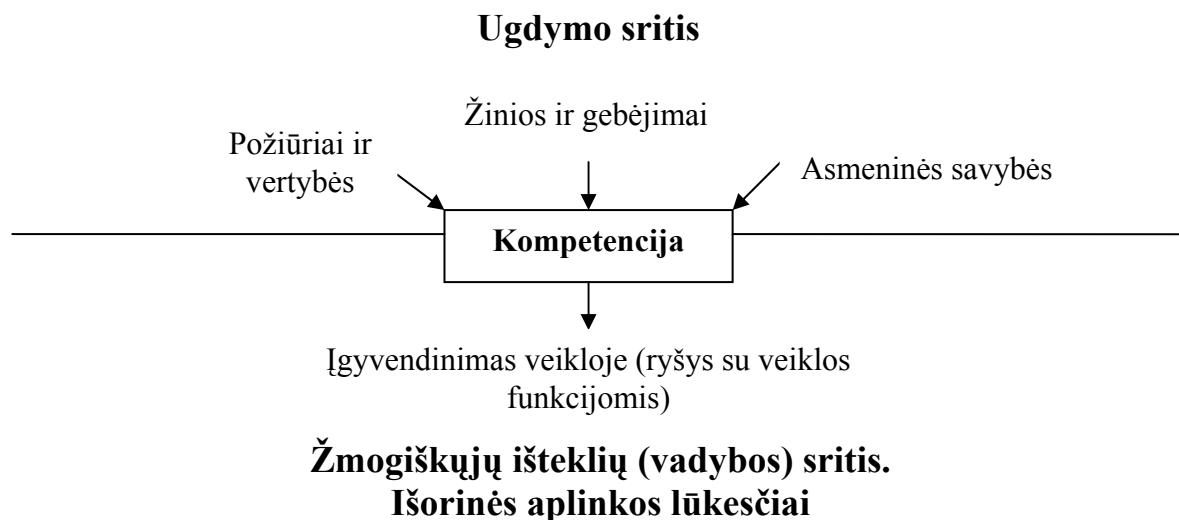 Ugdymo sritis
Žinios ir gebėjimai
Požiūriai ir
vertybės
Asmeninės savybės
Kompetencija
Įgyvendinimas veikloje (ryšys su veiklos
funkcijomis)
Žmogiškųjų išteklių (vadybos) sritis.
Išorinės aplinkos lūkesčiai